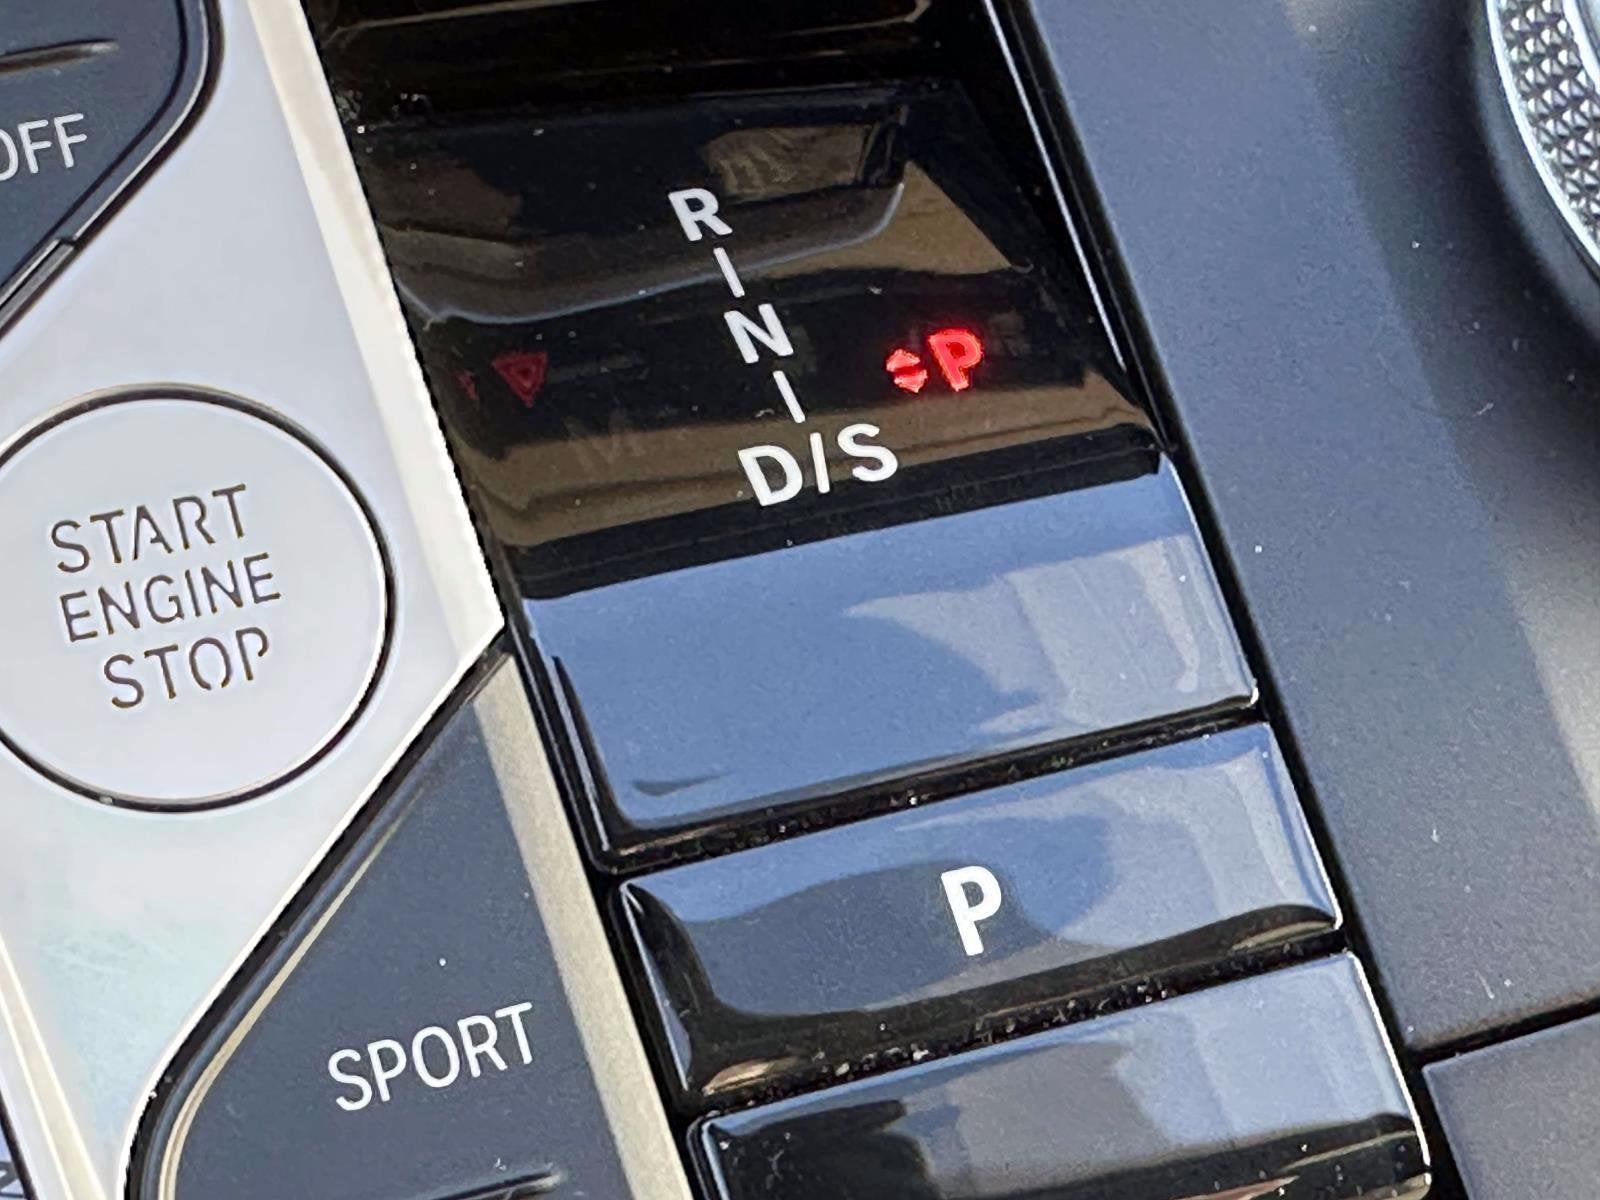 OFF
R
N
P
D/S
START
ENGINE
STOP
P
SPORT